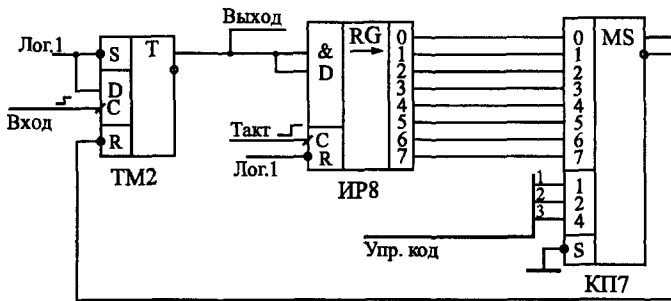 Лог.1
S T
D
C
R
Вход
ТМ2
Выход
& RG
D
C
R
0
1
2
3
4
5
6
7
Такт
Лог.1
ИР8
0 MS
1
2
3
4
5
6
7
1 1
2 2
3 4
S
Упр. код
КП7